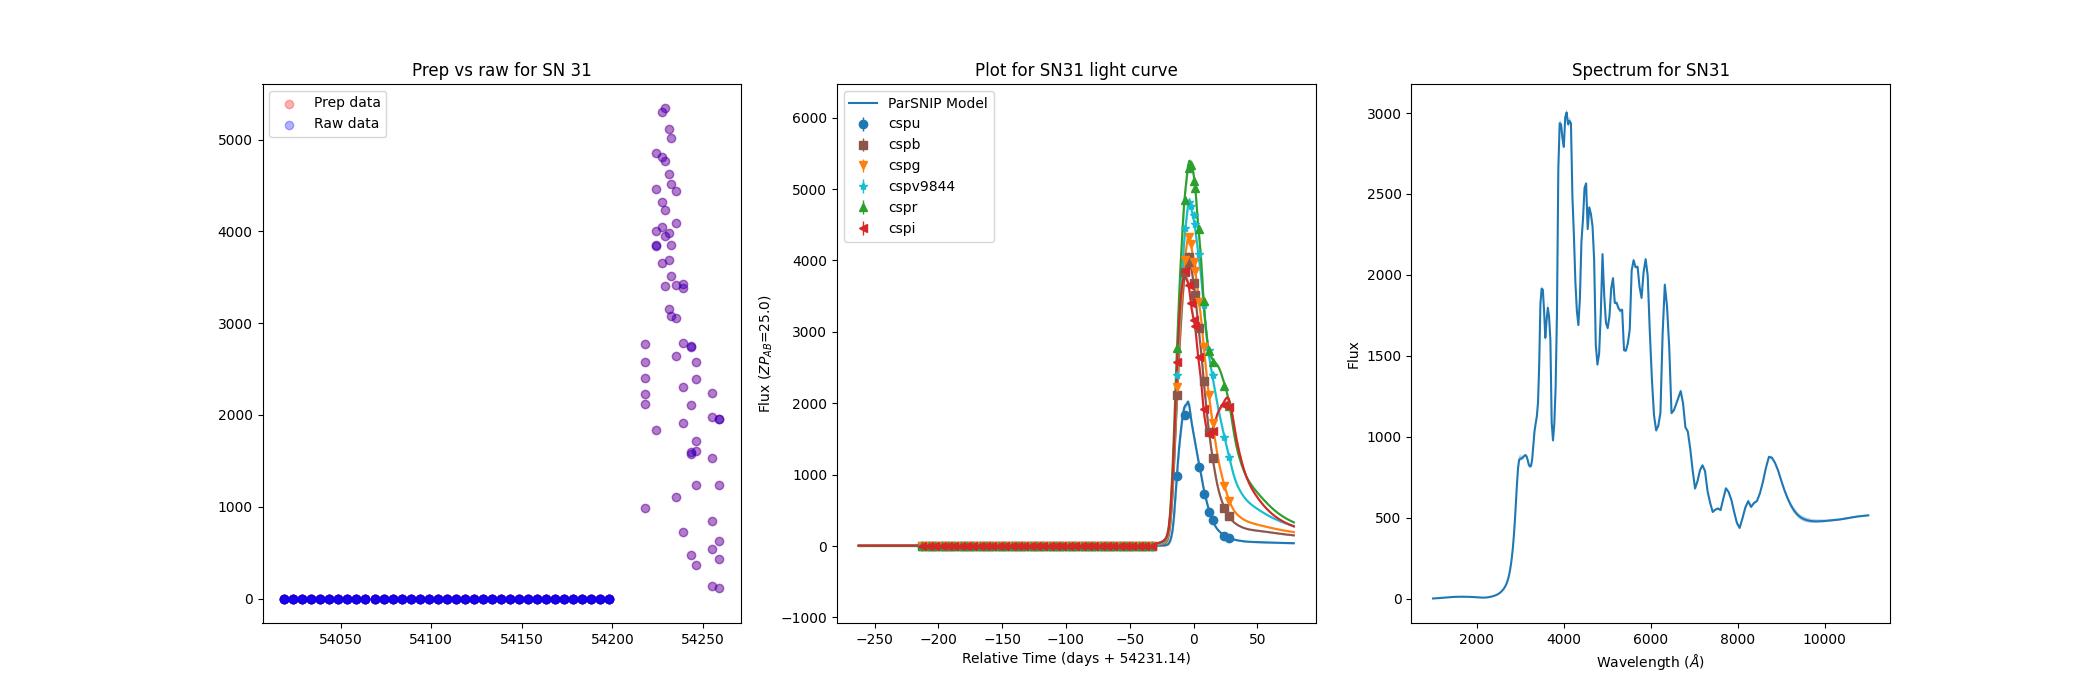 Prep vs raw for SN 31
Prep data
Raw data
5000
4000
3000
2000
1000
0
54050
54100
54150
54200
54250
Plot for SN31 light curve
ParSNIP Model
cspu
cspb
cspg
cspv9844
cspr
cspi
Flux (ZP_AB=25.0)
6000
5000
4000
3000
2000
1000
0
−1000
−250
−200
−150
−100
−50
0
50
Relative Time (days + 54231.14)
Spectrum for SN31
Flux
3000
2500
2000
1500
1000
500
0
2000
4000
6000
8000
10000
Wavelength (Å)